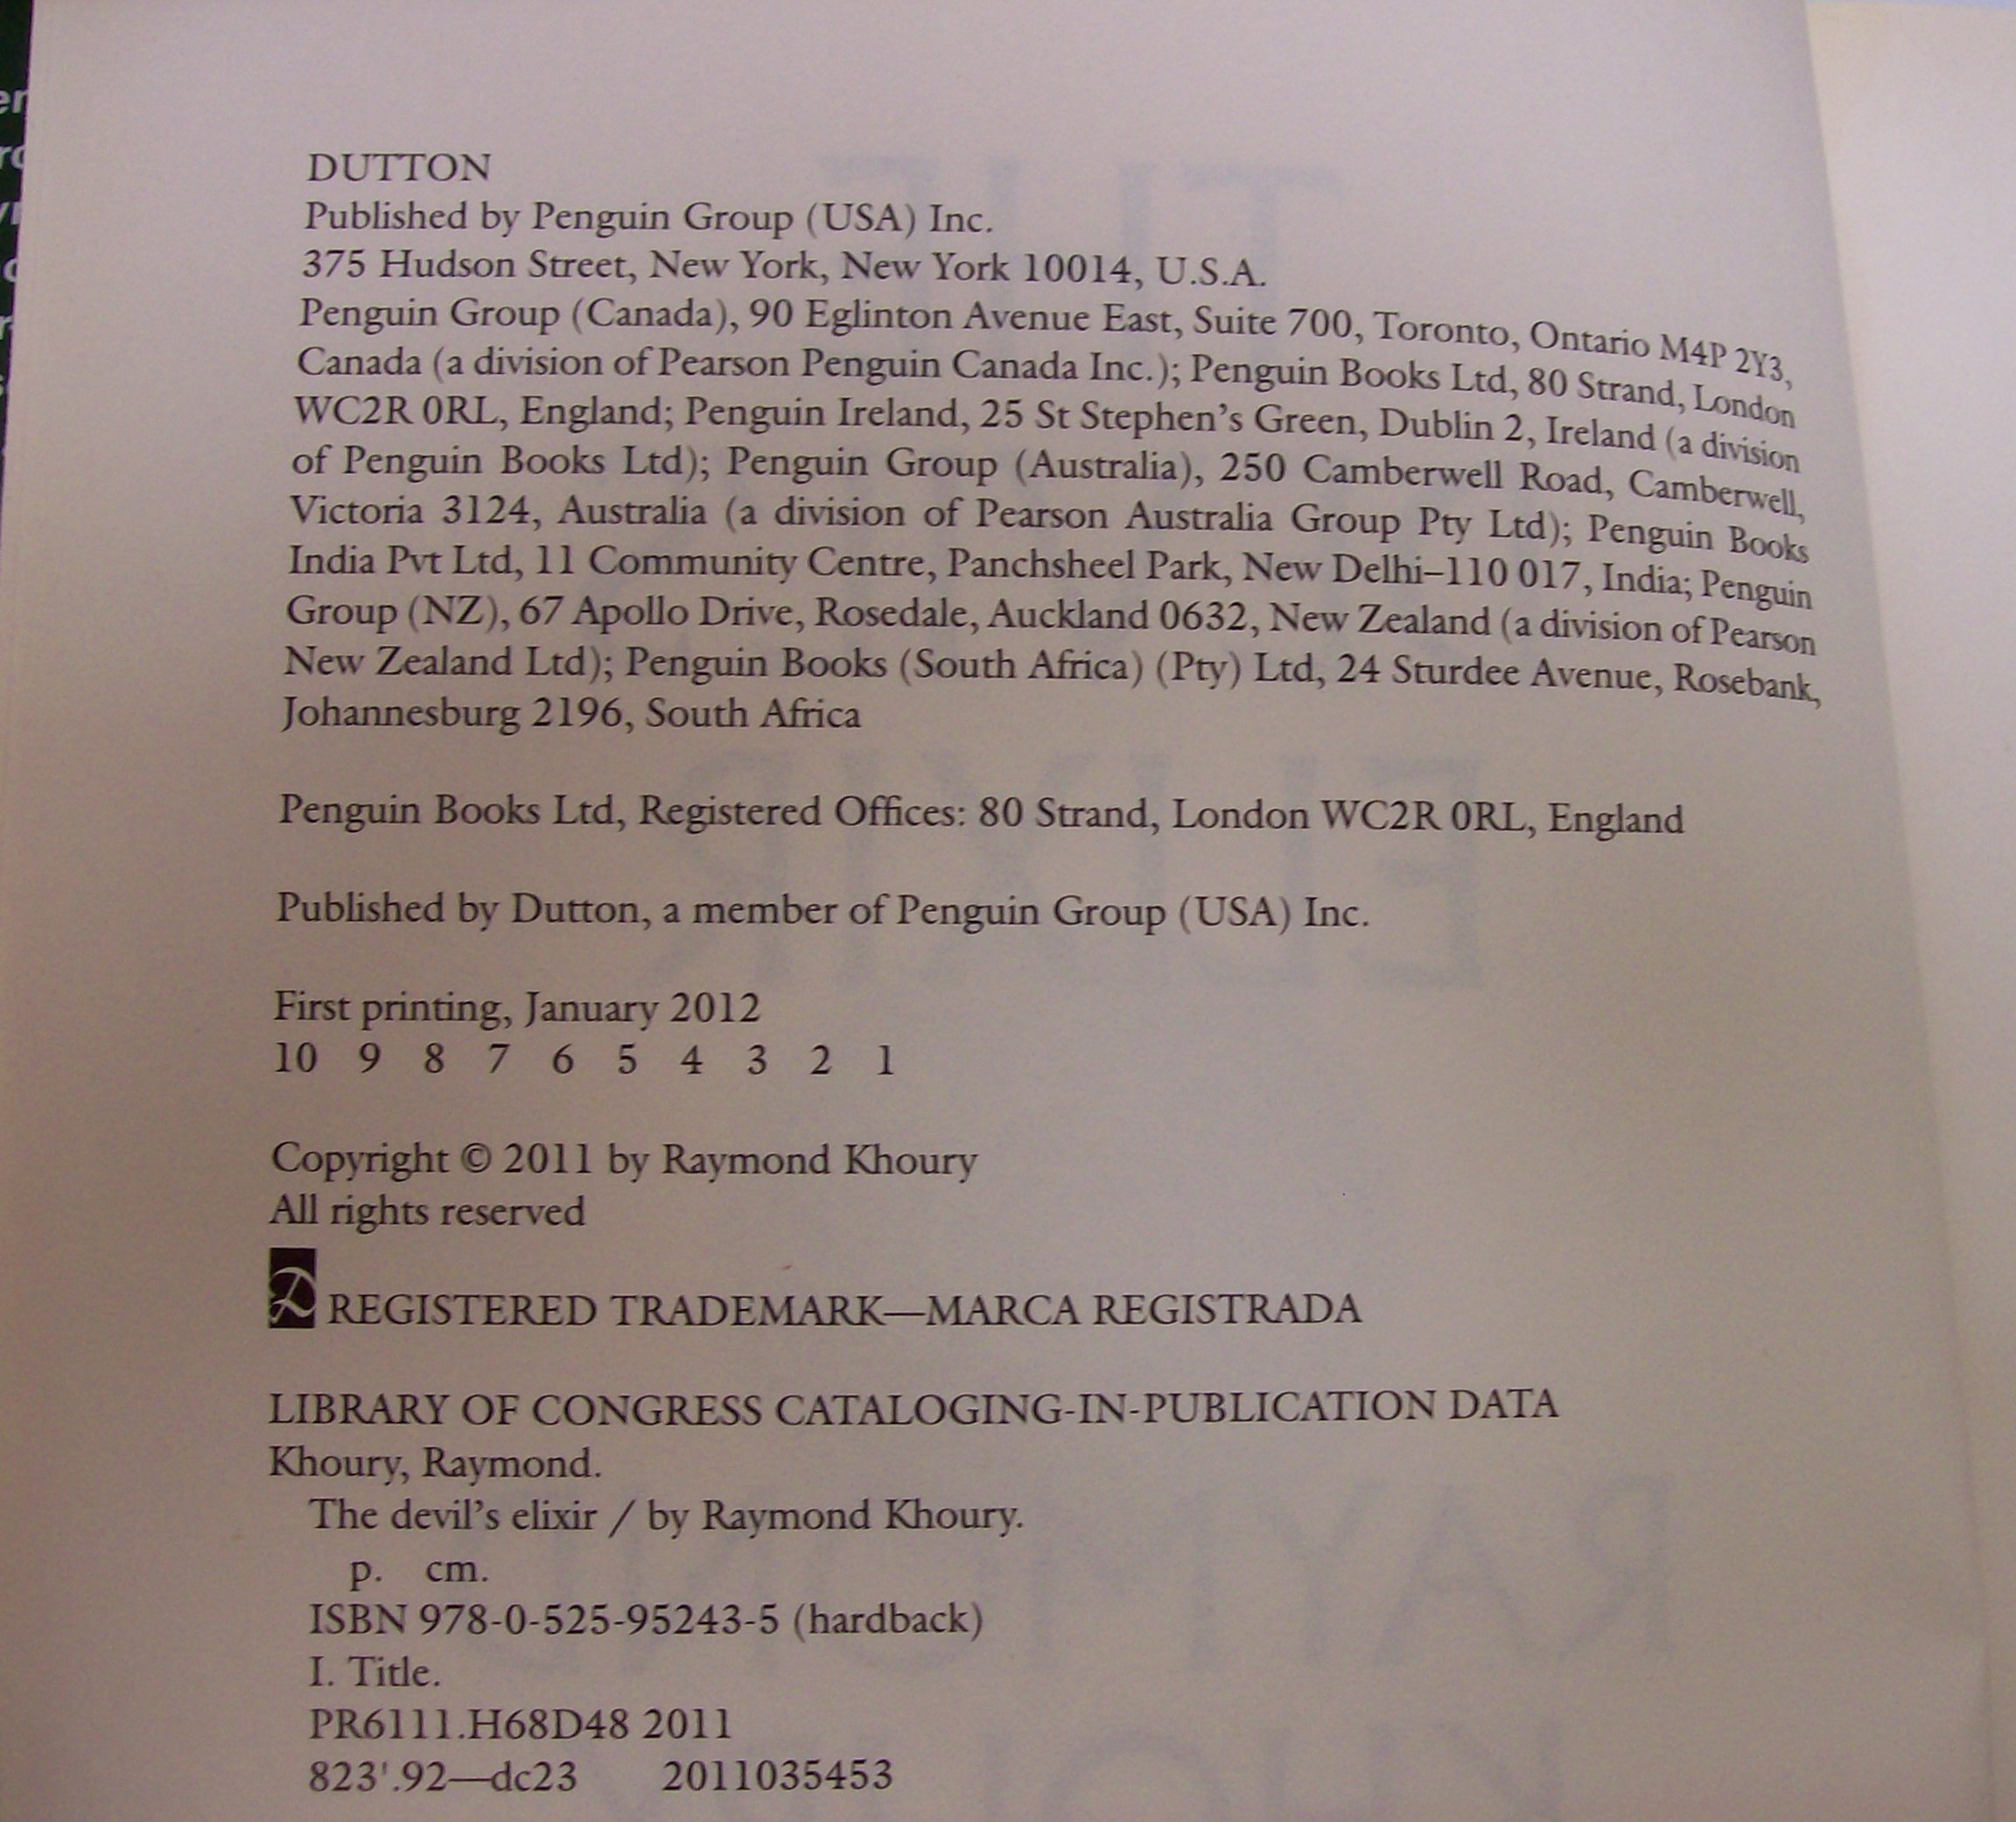 DUTTON
Published by Penguin Group (USA) Inc.
375 Hudson Street, New York, New York 10014, U.S.A.
Penguin Group (Canada), 90 Eglinton Avenue East, Suite 700, Toronto, Ontario M4P 2Y3,
Canada (a division of Pearson Penguin Canada Inc.); Penguin Books Ltd, 80 Strand, London
WC2R 0RL, England; Penguin Ireland, 25 St Stephen's Green, Dublin 2, Ireland (a division
of Penguin Books Ltd); Penguin Group (Australia), 250 Camberwell Road, Camberwell,
Victoria 3124, Australia (a division of Pearson Australia Group Pty Ltd); Penguin Books
India Pvt Ltd, 11 Community Centre, Panchsheel Park, New Delhi–110 017, India; Penguin
Group (NZ), 67 Apollo Drive, Rosedale, Auckland 0632, New Zealand (a division of Pearson
New Zealand Ltd); Penguin Books (South Africa) (Pty) Ltd, 24 Sturdee Avenue, Rosebank,
Johannesburg 2196, South Africa
Penguin Books Ltd, Registered Offices: 80 Strand, London WC2R 0RL, England
Published by Dutton, a member of Penguin Group (USA) Inc.
First printing, January 2012
10 9 8 7 6 5 4 3 2 1
Copyright © 2011 by Raymond Khoury
All rights reserved
D REGISTERED TRADEMARK—MARCA REGISTRADA
LIBRARY OF CONGRESS CATALOGING-IN-PUBLICATION DATA
Khoury, Raymond.
The devil's elixir / by Raymond Khoury.
p. cm.
ISBN 978-0-525-95243-5 (hardback)
I. Title.
PR6111.H68D48 2011
823'.92—dc23 2011035453